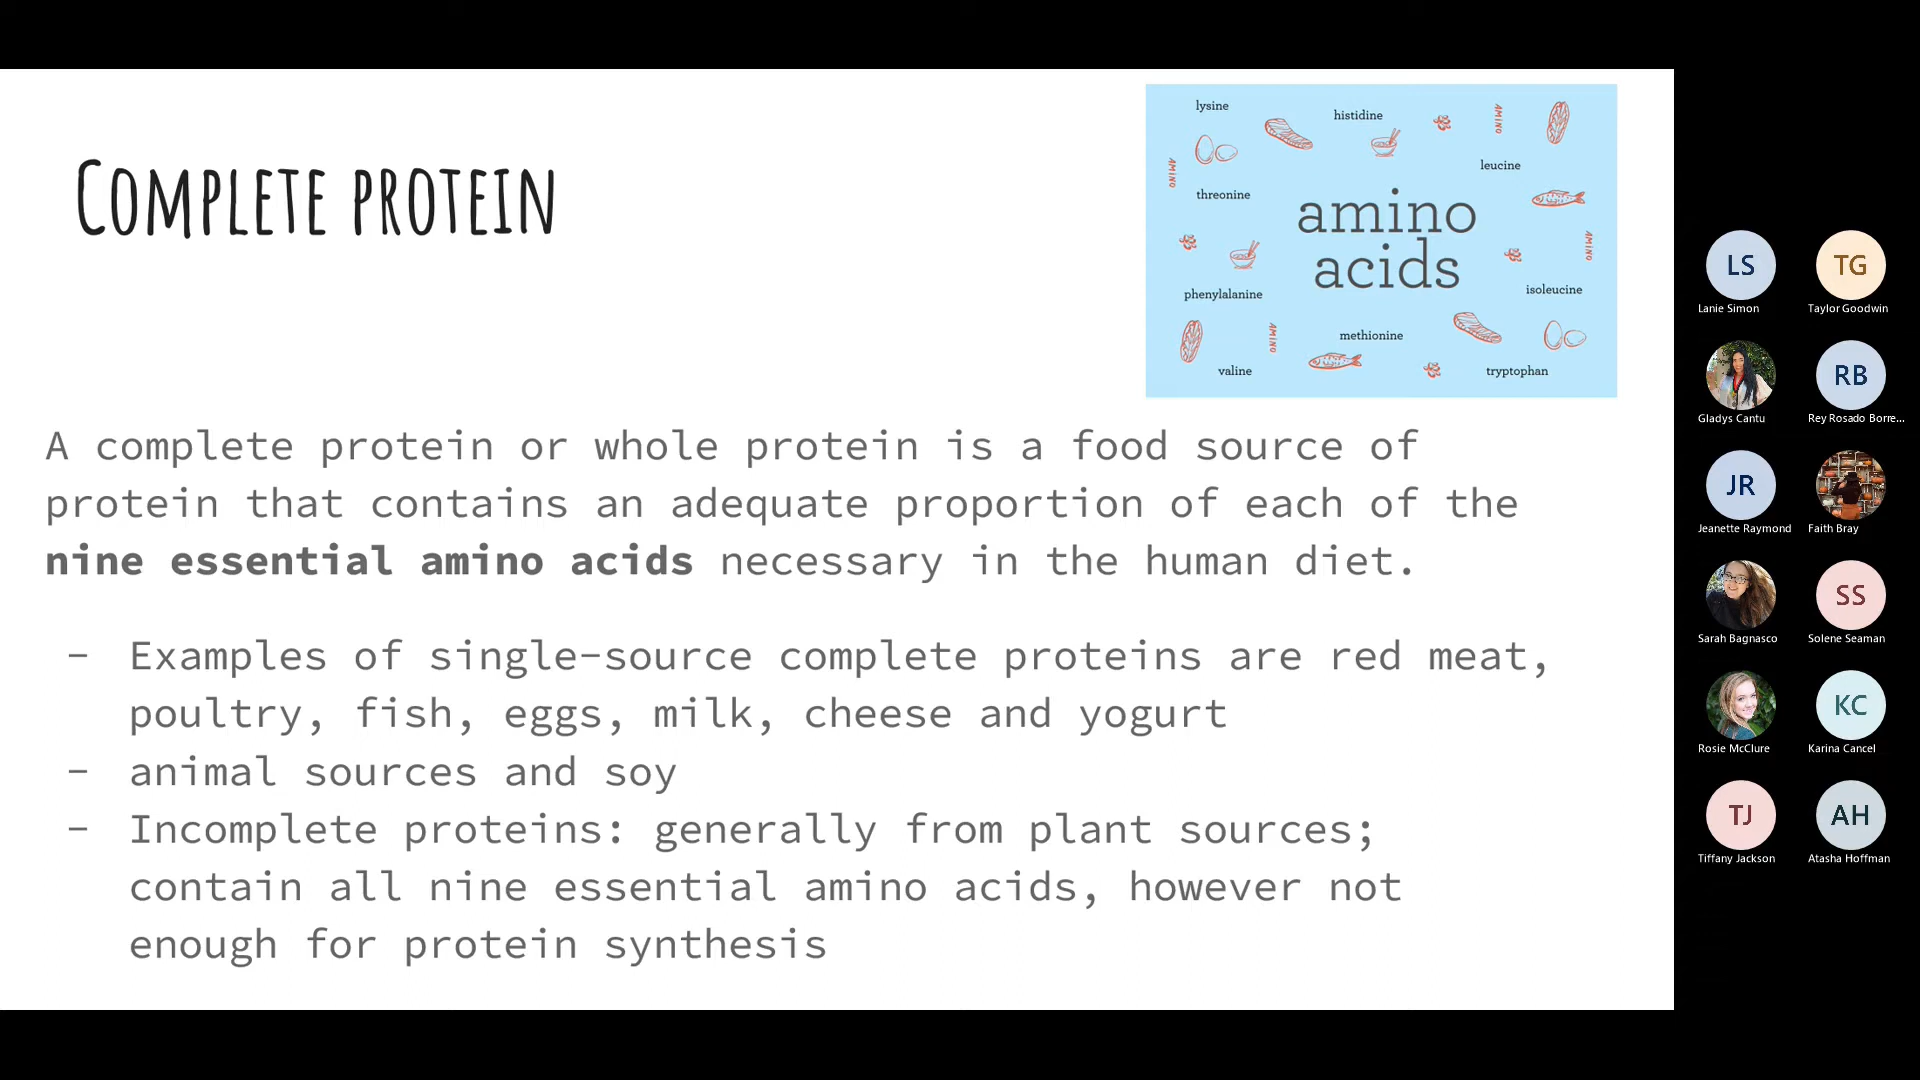 COMPLETE PROTEIN
lysine
histidine
AMINO
leucine
AMINO
threonine
amino
acids
AMINO
phenylalanine
isoleucine
AMINO
methionine
valine
tryptophan
A complete protein or whole protein is a food source of
protein that contains an adequate proportion of each of the
nine essential amino acids necessary in the human diet.
- Examples of single-source complete proteins are red meat,
poultry, fish, eggs, milk, cheese and yogurt
- animal sources and soy
- Incomplete proteins: generally from plant sources;
contain all nine essential amino acids, however not
enough for protein synthesis
LS
TG
Lanie Simon
Taylor Goodwin
RB
Gladys Cantu
Rey Rosado Borre...
JR
Jeanette Raymond
Faith Bray
SS
Sarah Bagnasco
Solene Seaman
KC
Rosie McClure
Karina Cancel
TJ
AH
Tiffany Jackson
Atasha Hoffman